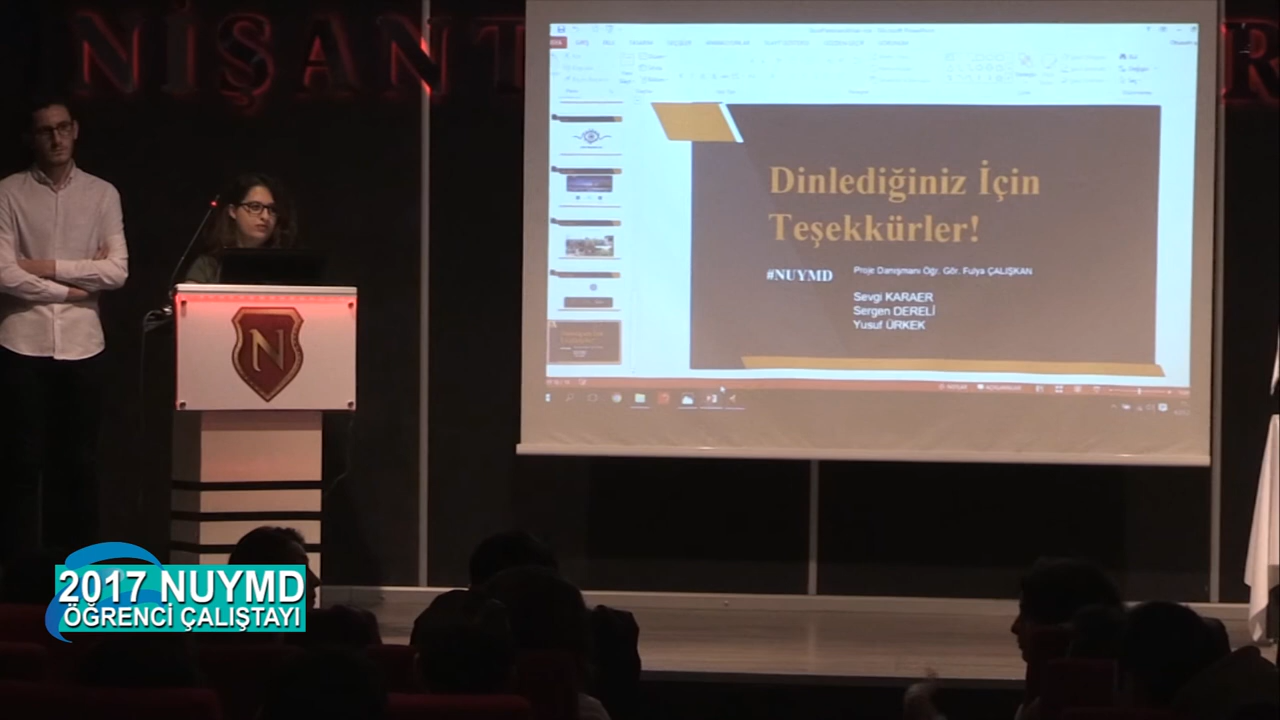 NİŞANT
R
Dinlediğiniz İçin
Teşekkürler!
#NUYMD
Proje Danışmanı Öğr. Gör. Fulya ÇALIŞKAN
Sevgi KARAER
Sergen DERELİ
Yusuf ÜRKEK
N
2017 NUYMD
ÖĞRENCİ ÇALIŞTAYI